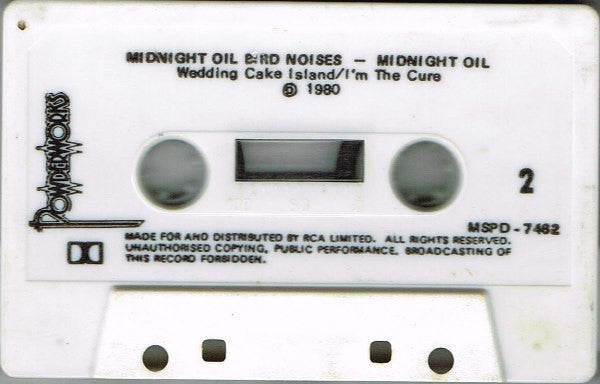 MIDNIGHT OIL BIRD NOISES — MIDNIGHT OIL
Wedding Cake Island/I'm The Cure
℗ 1980
POWDERWORKS
2
MSPD - 7462
MADE FOR AND DISTRIBUTED BY RCA LIMITED. ALL RIGHTS RESERVED.
UNAUTHORISED COPYING, PUBLIC PERFORMANCE, BROADCASTING OF
THIS RECORD FORBIDDEN.